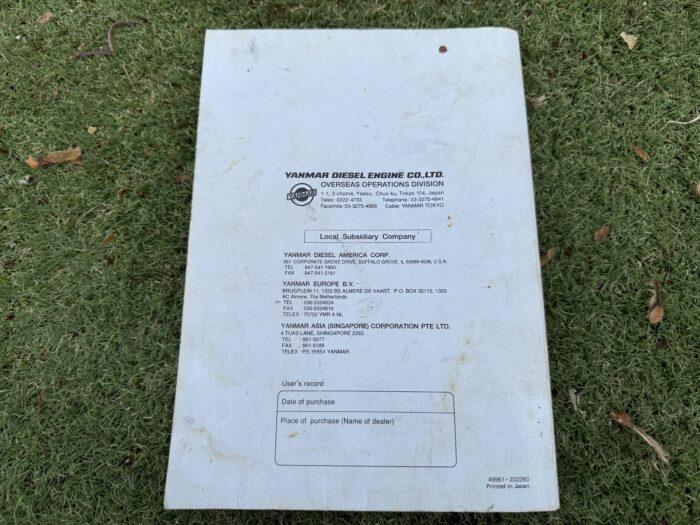 YANMAR DIESEL ENGINE CO.,LTD.
OVERSEAS OPERATIONS DIVISION
YANMAR
1-1, 2-chome, Yaesu, Chuo-ku, Tokyo 104, Japan
Telex: 0222-4733 Telephone: 03-3275-4941
Facsimile: 03-3275-4969 Cable: YANMAR TOKYO
Local Subsidiary Company
YANMAR DIESEL AMERICA CORP.
951 CORPORATE GROVE DRIVE, BUFFALO GROVE, IL 60089-4508, U.S.A.
TEL : 847-541-1900
FAX : 847-541-2161
YANMAR EUROPE B.V.
BRUGPLEIN 11, 1332 BS ALMERE-DE VAART, P.O. BOX 30112, 1303
AC Almere, The Netherlands
TEL : 036-5324924
FAX : 036-5324916
TELEX : 70732 YMR A NL
YANMAR ASIA (SINGAPORE) CORPORATION PTE LTD.
4 TUAS LANE, SHINGAPORE 2263
TEL : 861-5077
FAX : 861-5189
TELEX : RS 35854 YANMAR
User's record
Date of purchase
Place of purchase (Name of dealer)
49961-202280
Printed in Japan